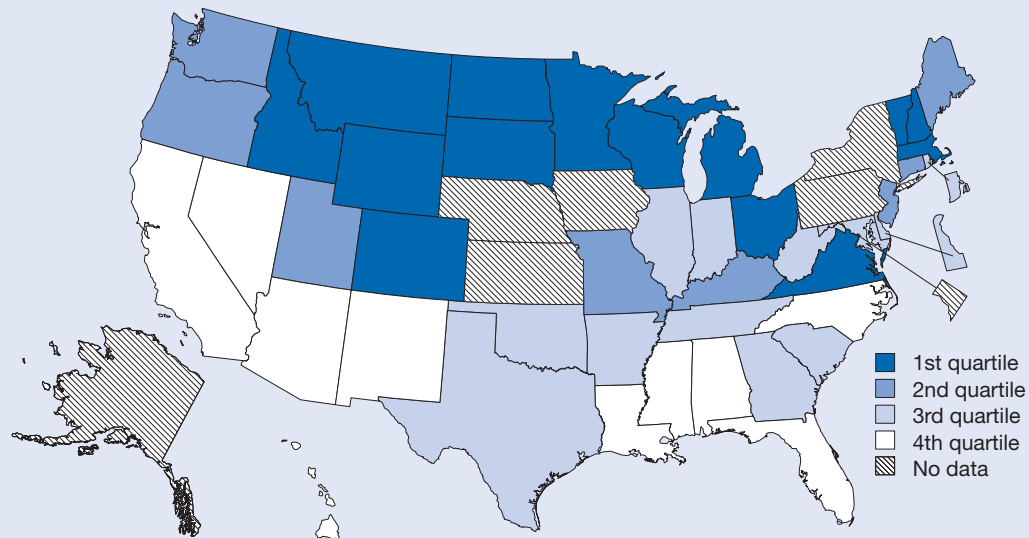 1st quartile
2nd quartile
3rd quartile
4th quartile
No data